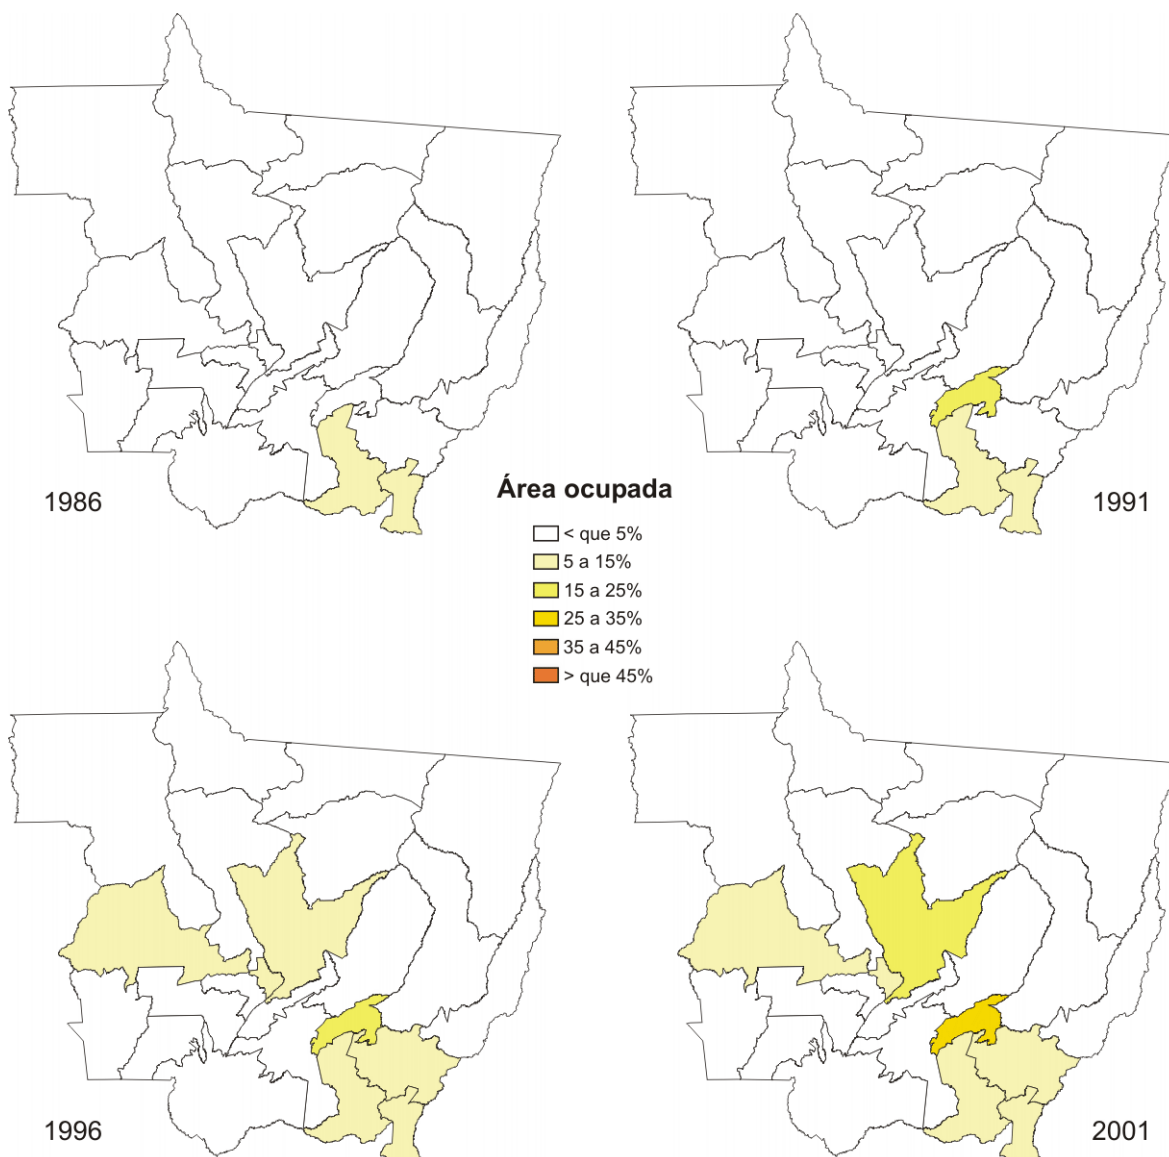 1986
1991
Área ocupada
< que 5%
5 a 15%
15 a 25%
25 a 35%
35 a 45%
> que 45%
1996
2001